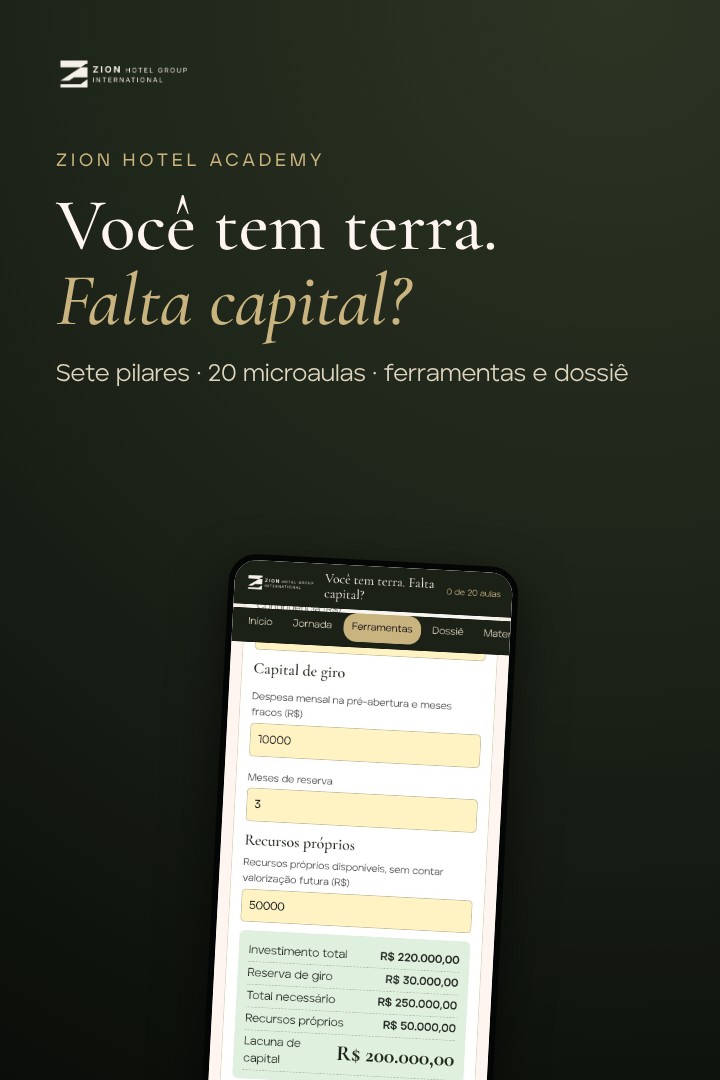 ZION HOTEL GROUP
INTERNATIONAL
ZION HOTEL ACADEMY
Você tem terra.
Falta capital?
Sete pilares · 20 microaulas · ferramentas e dossiê
ZION HOTEL GROUP
INTERNATIONAL
Você tem terra. Falta
capital?
0 de 20 aulas
Início
Jornada
Ferramentas
Dossiê
Mater
Capital de giro
Despesa mensal na pré-abertura e meses
fracos (R$)
10000
Meses de reserva
3
Recursos próprios
Recursos próprios disponíveis, sem contar
valorização futura (R$)
50000
Investimento total R$ 220.000,00
Reserva de giro R$ 30.000,00
Total necessário R$ 250.000,00
Recursos próprios R$ 50.000,00
Lacuna de
capital R$ 200.000,00